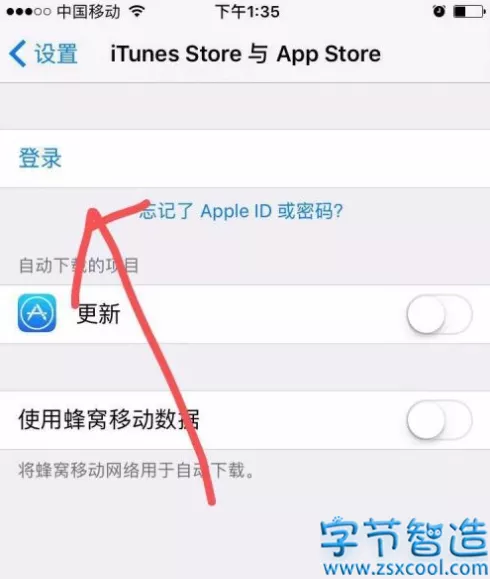 中国移动 下午1:35
设置 iTunes Store 与 App Store
登录
忘记了 Apple ID 或密码?
自动下载的项目
更新
使用蜂窝移动数据
将蜂窝移动网络用于自动下载。
字节智造
www.zsxcool.com